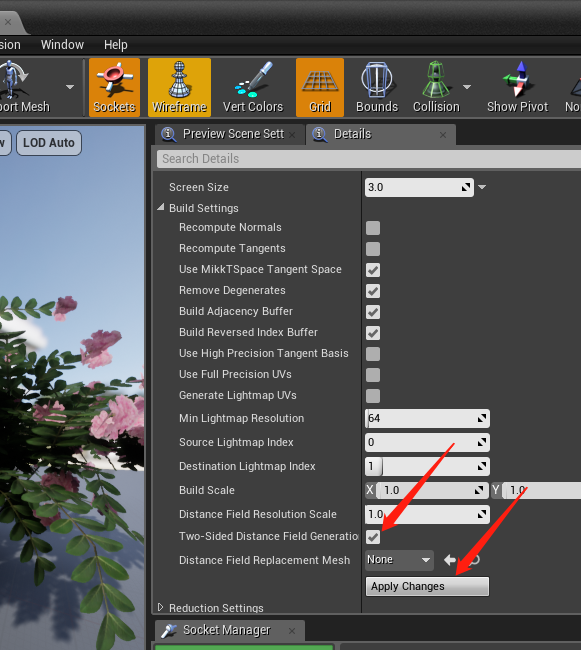 sion Window Help
port Mesh Sockets Wireframe Vert Colors Grid Bounds Collision Show Pivot No
w LOD Auto
Preview Scene Sett × Details ×
Search Details
Screen Size 3.0
Build Settings
Recompute Normals
Recompute Tangents
Use MikkTSpace Tangent Space
Remove Degenerates
Build Adjacency Buffer
Build Reversed Index Buffer
Use High Precision Tangent Basis
Use Full Precision UVs
Generate Lightmap UVs
Min Lightmap Resolution 64
Source Lightmap Index 0
Destination Lightmap Index 1
Build Scale X 1.0 Y 1.0
Distance Field Resolution Scale 1.0
Two-Sided Distance Field Generatio
Distance Field Replacement Mesh None
Apply Changes
Reduction Settings
Socket Manager ×